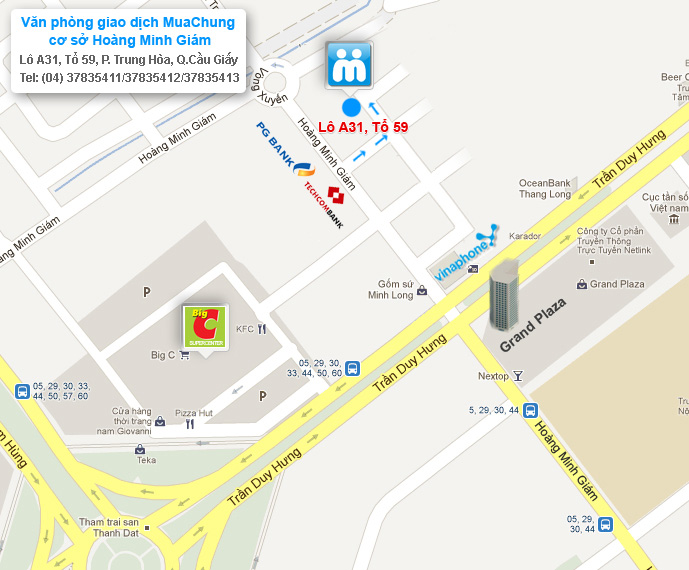 Văn phòng giao dịch MuaChung
cơ sở Hoàng Minh Giám
Lô A31, Tổ 59, P. Trung Hòa, Q.Cầu Giấy
Tel: (04) 37835411/37835412/37835413
Vòng
Xuyến
Lô A31, Tổ 59
Hoàng Minh Giám
Hoàng Minh Giám
Hoàng Minh Giám
PG BANK
TECHCOMBANK
Beer C
Trần Duy Hưng
OceanBank
Thang Long
Cục tần số
Việt nam
Karador
vinaphone
Công ty Cổ phần
Truyền Thông
Trực Tuyến Netlink
Gốm sứ
Minh Long
Grand Plaza
Grand Plaza
P
Big
C
SUPERCENTER
KFC
Big C
05, 29, 30,
33, 44, 50, 60
Trần Duy Hưng
Nextop
05, 29, 30, 33,
44, 50, 57, 60
P
Cửa hàng
thời trang
nam Giovanni
Pizza Hut
5, 29, 30, 44
Hoàng Minh Giám
Teka
Trần Duy Hưng
Tham trai san
Thanh Dat
05, 29,
30, 44